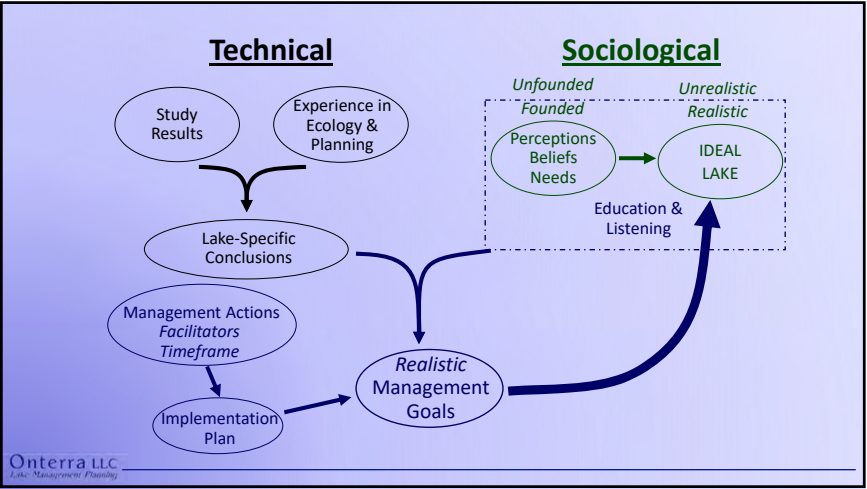 Technical
Study
Results
Experience in
Ecology &
Planning
Lake-Specific
Conclusions
Management Actions
Facilitators
Timeframe
Implementation
Plan
Sociological
Unfounded
Founded
Perceptions
Beliefs
Needs
Unrealistic
Realistic
IDEAL
LAKE
Education &
Listening
Realistic
Management
Goals
Onterra LLC
Lake Management Planning